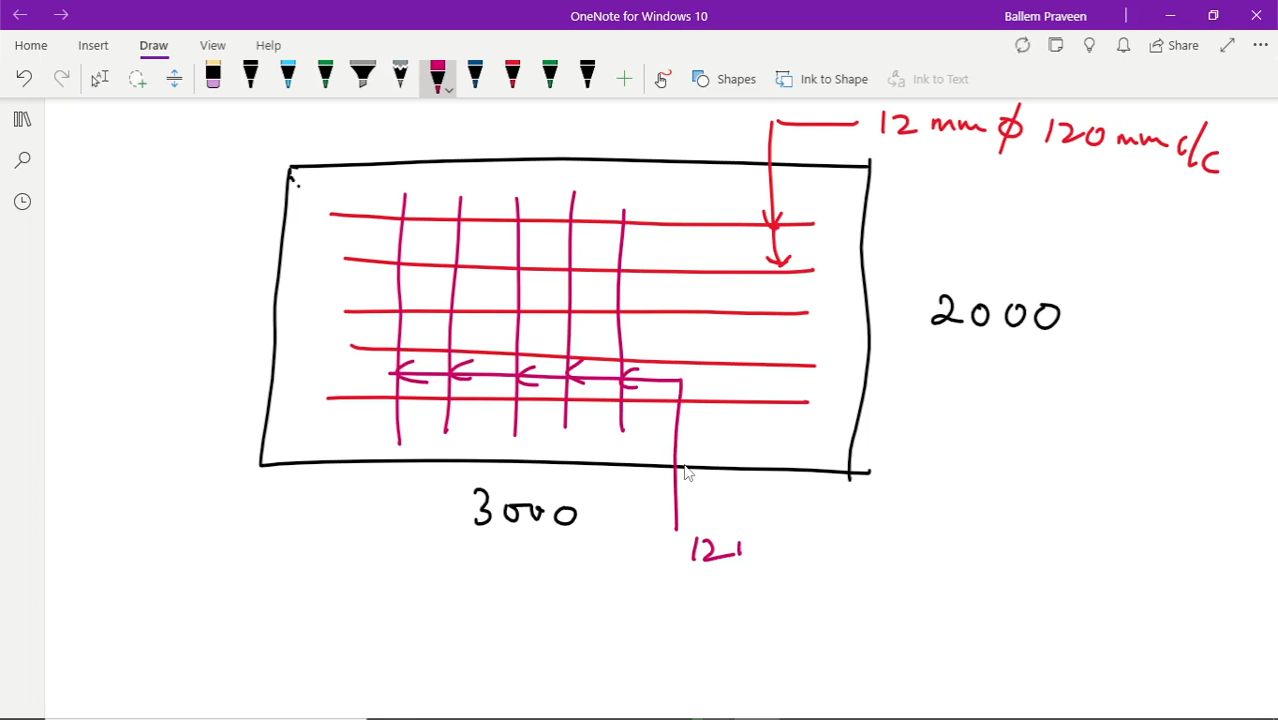 OneNote for Windows 10
Ballem Praveen
Home Insert Draw View Help
Share
Shapes Ink to Shape Ink to Text
12 mm ϕ 120 mm c/c
2000
3000
12